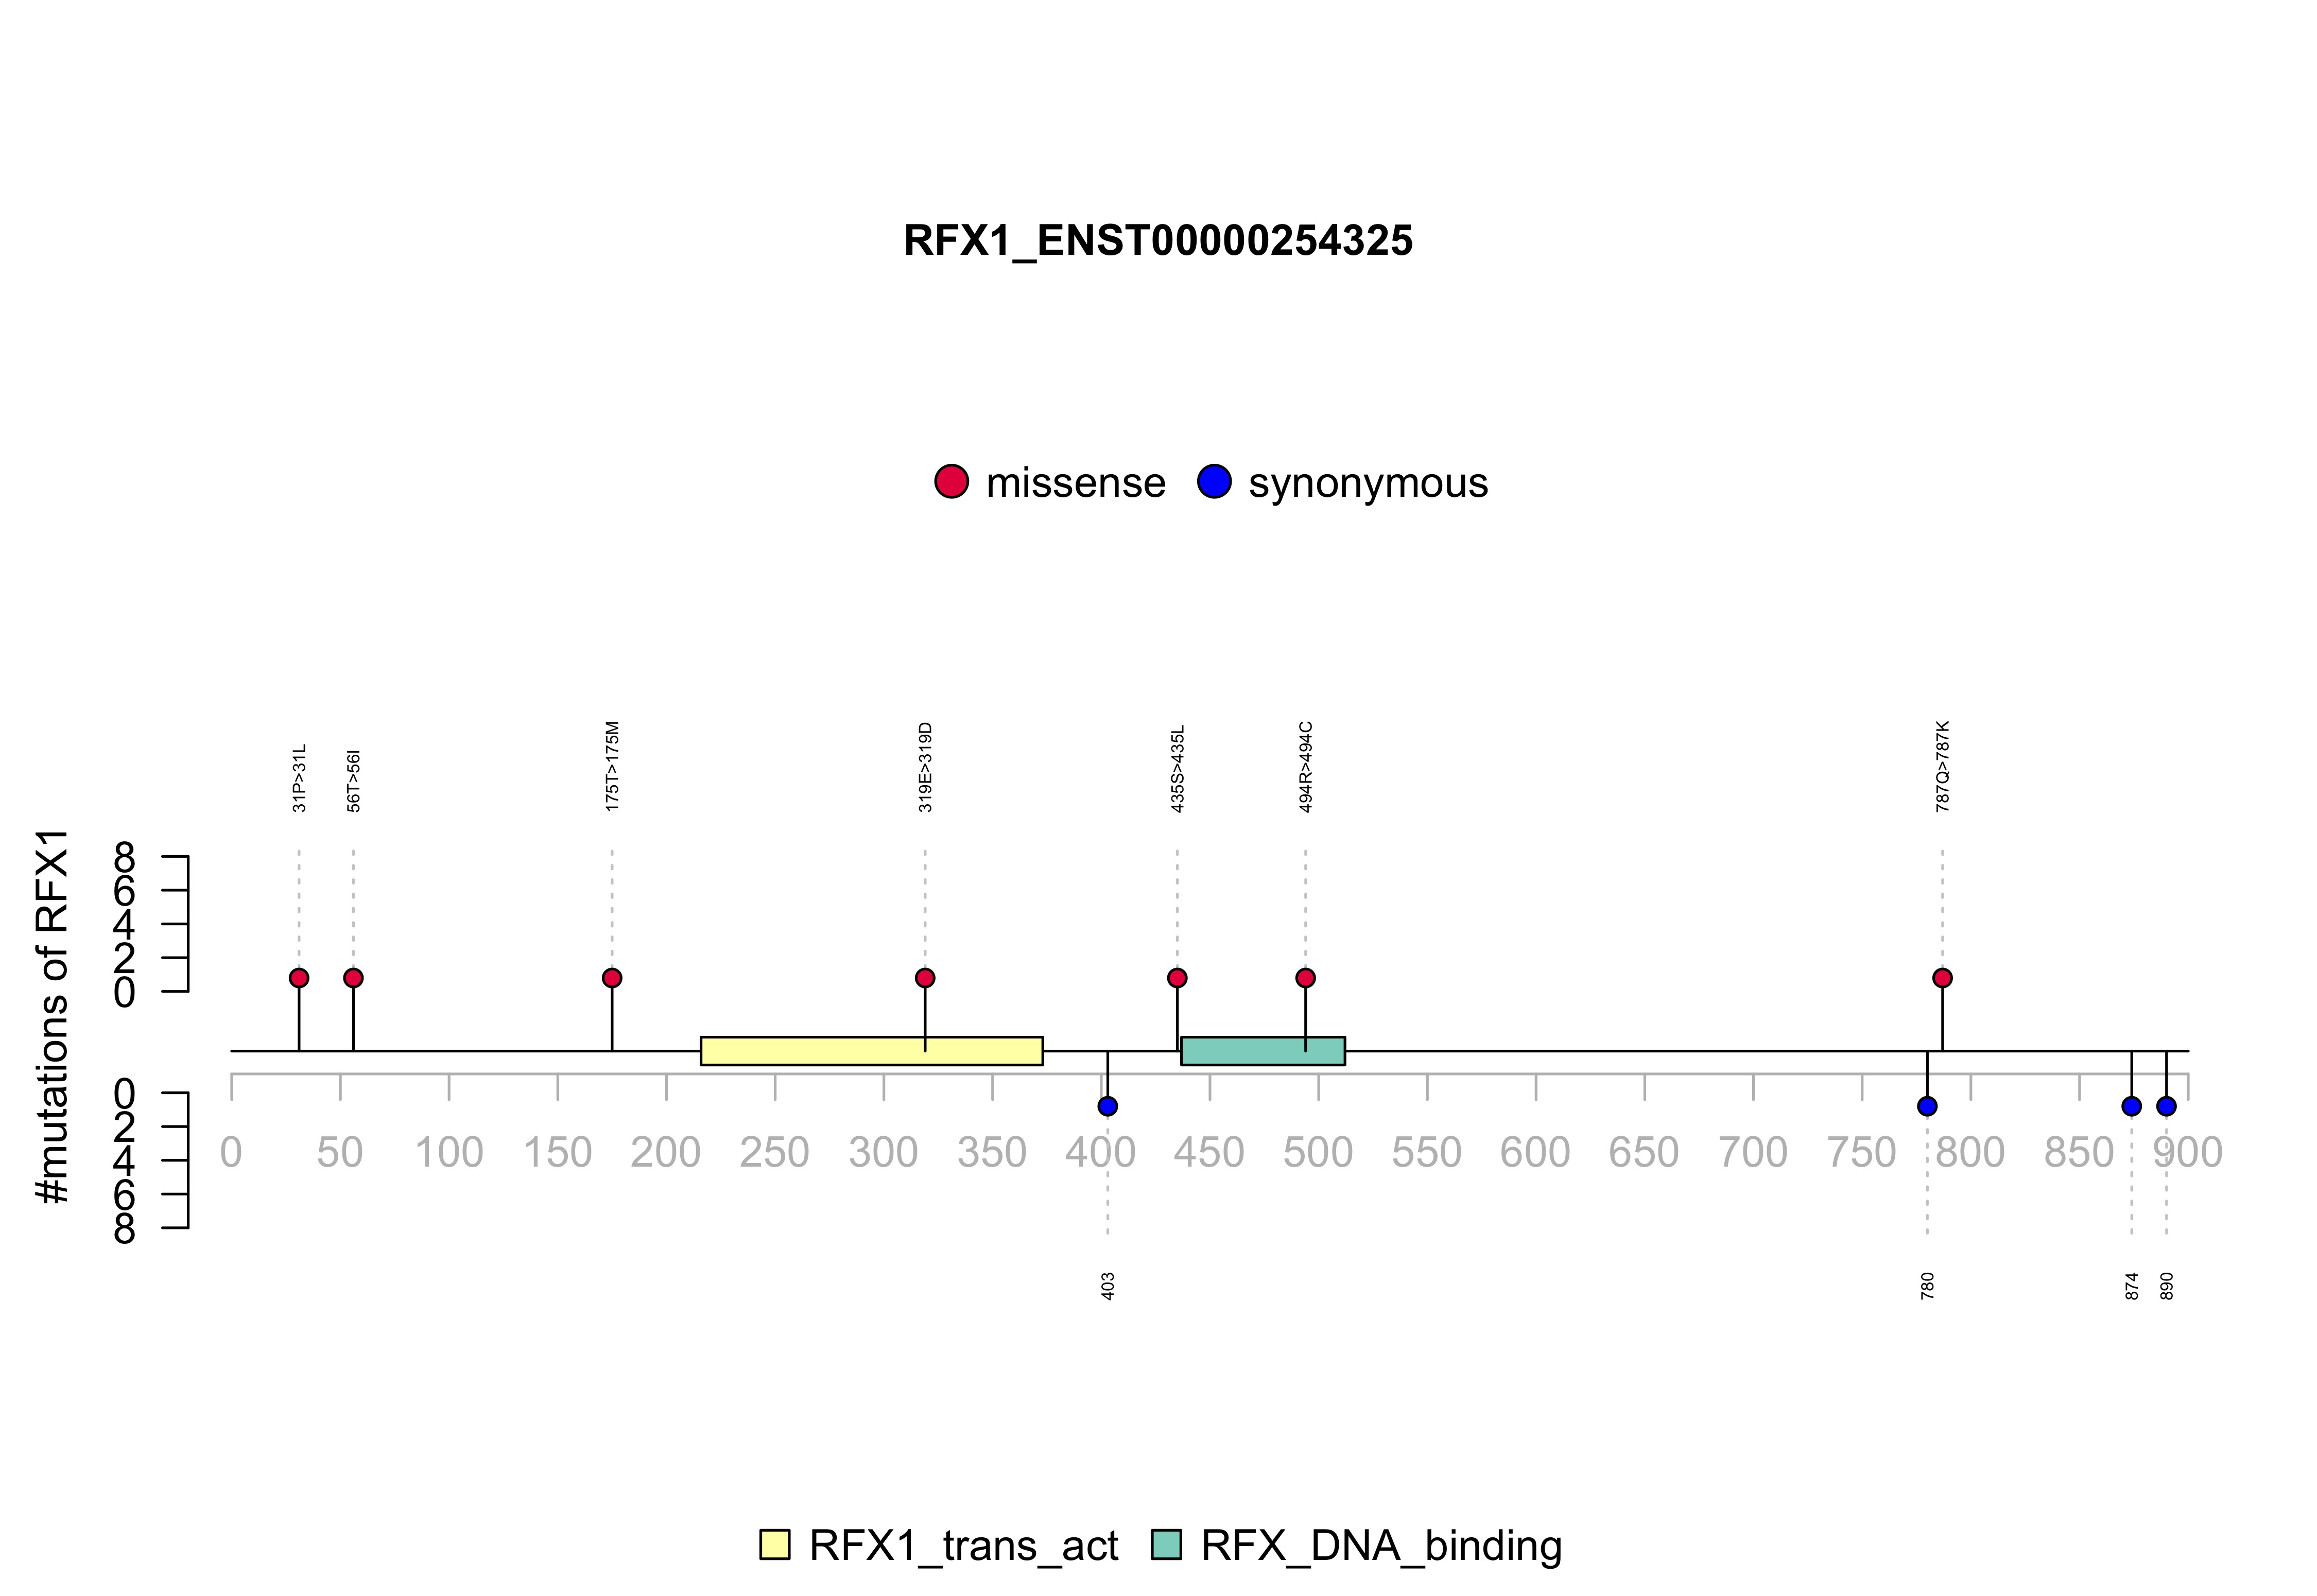 RFX1_ENST00000254325
missense synonymous
31P>31L
56T>56I
175T>175M
319E>319D
435S>435L
494R>494C
787Q>787K
#mutations of RFX1
8
6
4
2
0
0
2
4
6
8
0 50 100 150 200 250 300 350 400 450 500 550 600 650 700 750 800 850 900
403
780
874
890
RFX1_trans_act RFX_DNA_binding